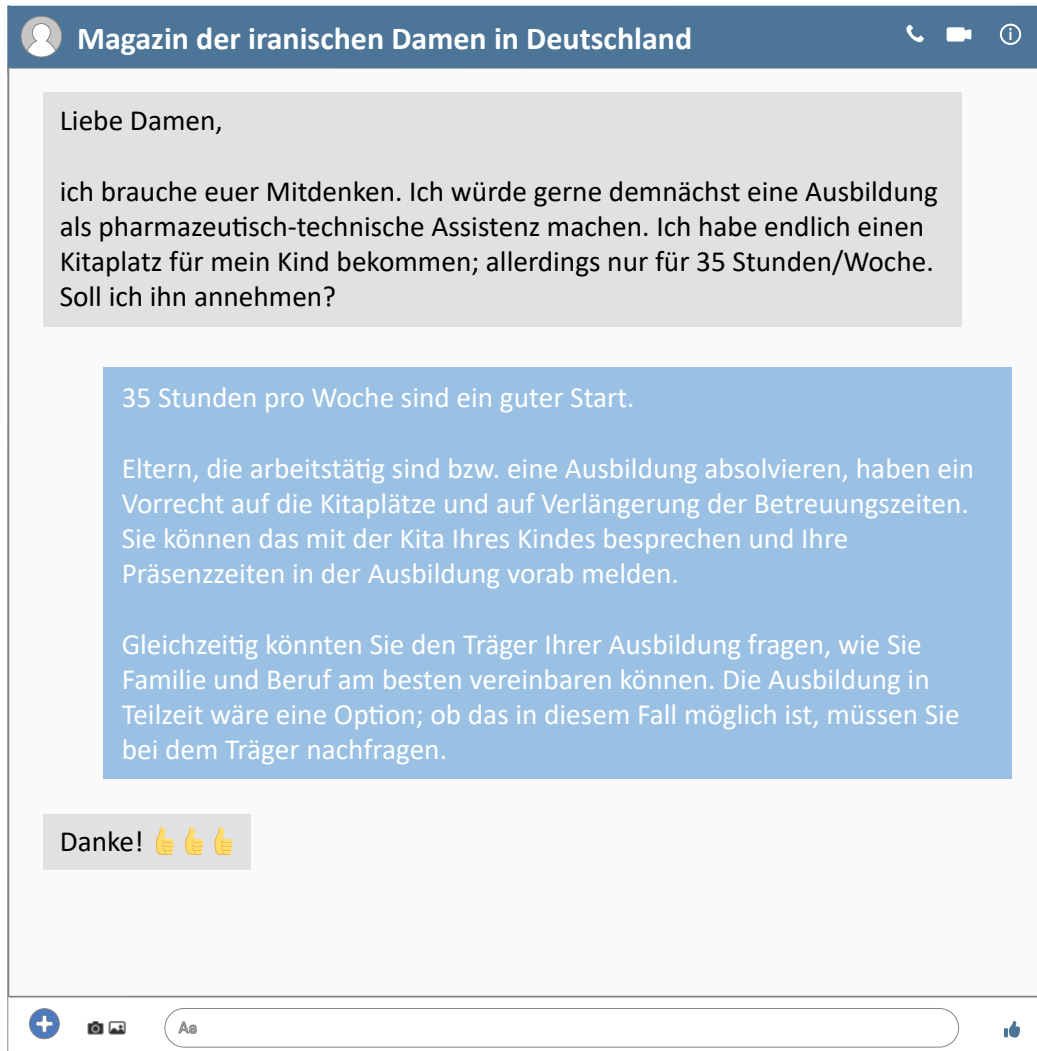 Magazin der iranischen Damen in Deutschland
Liebe Damen,
ich brauche euer Mitdenken. Ich würde gerne demnächst eine Ausbildung
als pharmazeutisch-technische Assistenz machen. Ich habe endlich einen
Kitaplatz für mein Kind bekommen; allerdings nur für 35 Stunden/Woche.
Soll ich ihn annehmen?
35 Stunden pro Woche sind ein guter Start.
Eltern, die arbeitstätig sind bzw. eine Ausbildung absolvieren, haben ein
Vorrecht auf die Kitaplätze und auf Verlängerung der Betreuungszeiten.
Sie können das mit der Kita Ihres Kindes besprechen und Ihre
Präsenzzeiten in der Ausbildung vorab melden.
Gleichzeitig könnten Sie den Träger Ihrer Ausbildung fragen, wie Sie
Familie und Beruf am besten vereinbaren können. Die Ausbildung in
Teilzeit wäre eine Option; ob das in diesem Fall möglich ist, müssen Sie
bei dem Träger nachfragen.
Danke! 👍👍👍
Aa